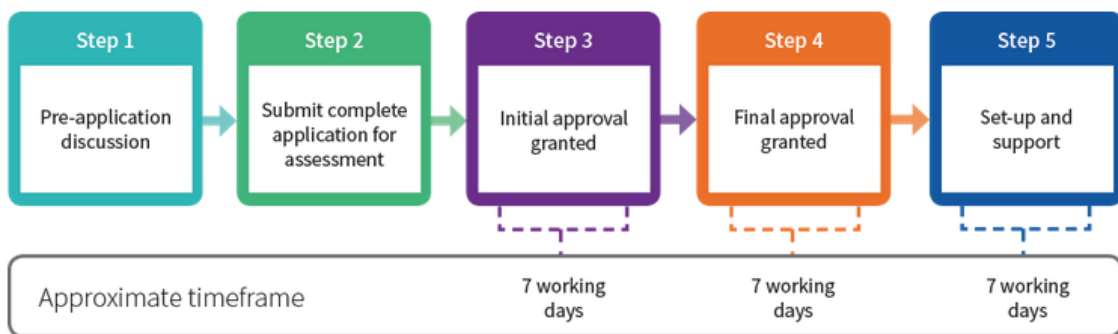 Step 1
Pre-application
discussion
Step 2
Submit complete
application for
assessment
Step 3
Initial approval
granted
Step 4
Final approval
granted
Step 5
Set-up and
support
Approximate timeframe
7 working
days
7 working
days
7 working
days